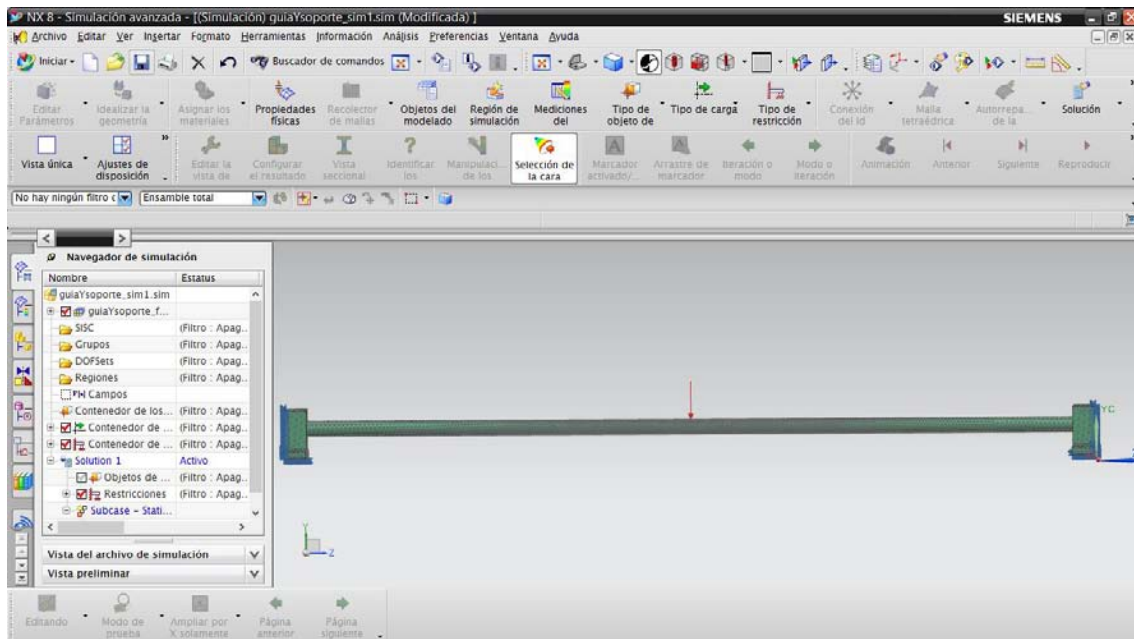 NX 8 - Simulación avanzada - [(Simulación) guiaYsoporte_sim1.sim (Modificada) ]
SIEMENS
Archivo Editar Ver Insertar Formato Herramientas Información Análisis Preferencias Ventana Ayuda
Iniciar
Buscador de comandos
Editar Parámetros
Idealizar la geometría
Asignar los materiales
Propiedades físicas
Recolector de mallas
Objetos del modelado
Región de simulación
Mediciones del
Tipo de objeto de
Tipo de carga
Tipo de restricción
Conexión del 1d
Malla tetraédrica
Autorrepa... de la
Solución
Vista única
Ajustes de disposición
Editar la vista de
Configurar el resultado
Vista seccional
Identificar los
Manipulaci... de los
Selección de la cara
Marcador activado/...
Arrastre de marcador
Iteración o modo
Modo o iteración
Animación
Anterior
Siguiente
Reproducir
No hay ningún filtro
Ensamble total
Navegador de simulación
Nombre Estatus
guiaYsoporte_sim1.sim
guiaYsoporte_f...
SISC (Filtro : Apag...
Grupos (Filtro : Apag...
DOFSets (Filtro : Apag...
Regiones (Filtro : Apag...
Campos
Contenedor de los... (Filtro : Apag...
Contenedor de ... (Filtro : Apag...
Contenedor de ... (Filtro : Apag...
Solution 1 Activo
Objetos de ... (Filtro : Apag...
Restricciones (Filtro : Apag...
Subcase - Stati...
Vista del archivo de simulación
Vista preliminar
YC
Y
Z
Editando
Modo de prueba
Ampliar por X solamente
Página anterior
Página siguiente